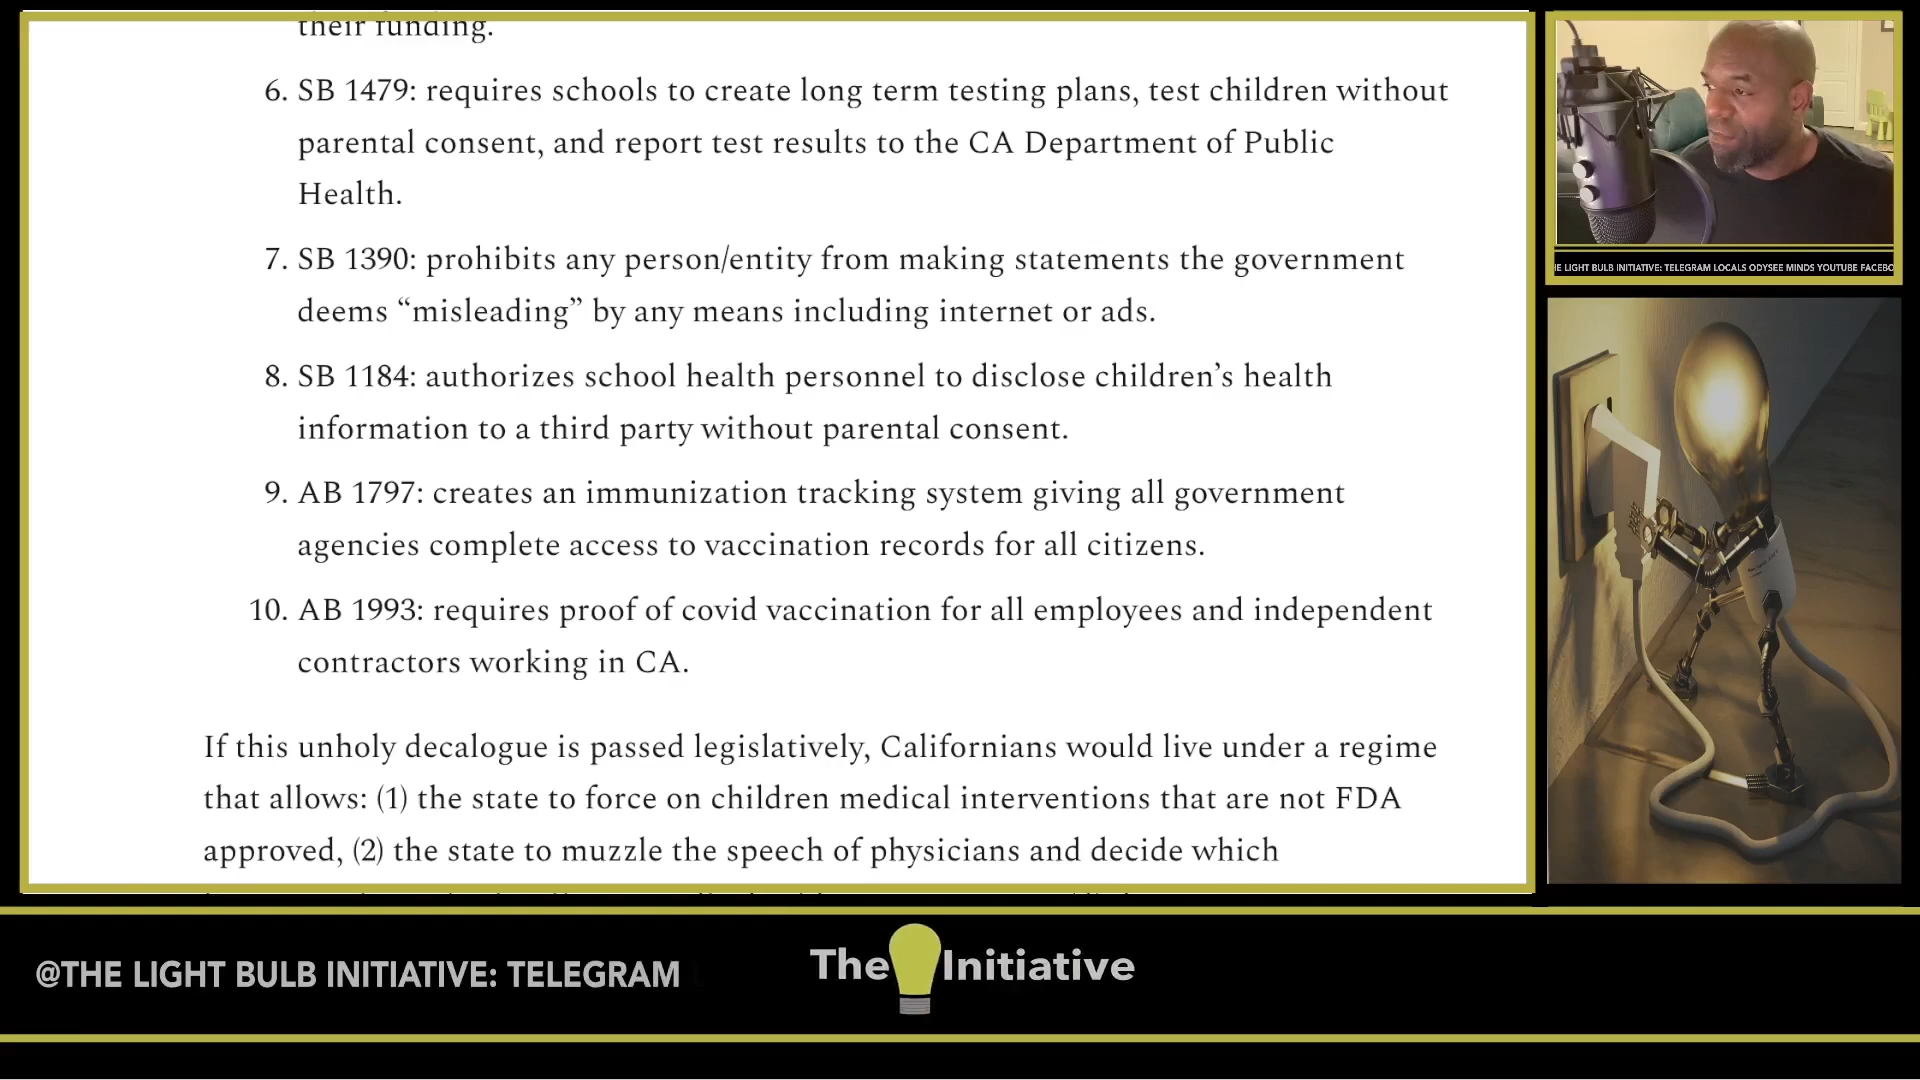 their funding.
6. SB 1479: requires schools to create long term testing plans, test children without
parental consent, and report test results to the CA Department of Public
Health.
7. SB 1390: prohibits any person/entity from making statements the government
deems “misleading” by any means including internet or ads.
8. SB 1184: authorizes school health personnel to disclose children’s health
information to a third party without parental consent.
9. AB 1797: creates an immunization tracking system giving all government
agencies complete access to vaccination records for all citizens.
10. AB 1993: requires proof of covid vaccination for all employees and independent
contractors working in CA.
If this unholy decalogue is passed legislatively, Californians would live under a regime
that allows: (1) the state to force on children medical interventions that are not FDA
approved, (2) the state to muzzle the speech of physicians and decide which
E LIGHT BULB INITIATIVE: TELEGRAM LOCALS ODYSEE MINDS YOUTUBE FACEBO
@THE LIGHT BULB INITIATIVE: TELEGRAM
The Initiative